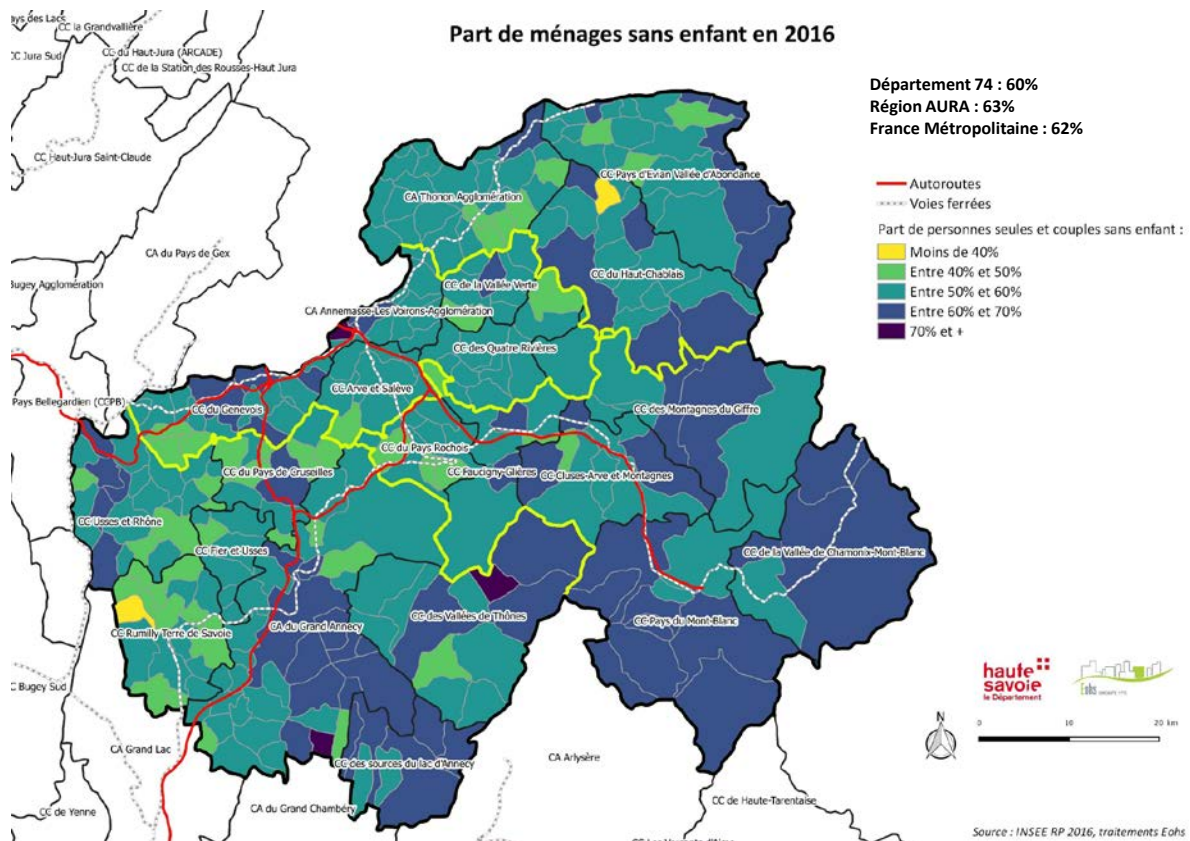 ays des Lacs
CC la Grandvallière
Part de ménages sans enfant en 2016
CC du Haut-Jura (ARCADE)
CC Jura Sud
CC de la Station des Rousses-Haut Jura
Département 74 : 60%
Région AURA : 63%
France Métropolitaine : 62%
CC Haut-Jura Saint-Claude
CC Pays d'Evian Vallée d'Abondance
CA Thonon Agglomération
Autoroutes
Voies ferrées
Part de personnes seules et couples sans enfant :
Moins de 40%
Entre 40% et 50%
Entre 50% et 60%
Entre 60% et 70%
70% et +
CA du Pays de Gex
CC du Haut-Chablais
Bugey Agglomération
CC de la Vallée Verte
CA Annemasse-Les Voirons-Agglomération
CC des Quatre Rivières
CC Arve et Salève
Pays Bellegardien (CCPB)
CC du Genevois
CC des Montagnes du Giffre
CC du Pays Rochois
CC du Pays de Cruseilles
CC Faucigny-Glières
CC Cluses-Arve et Montagnes
CC Usses et Rhône
CC Fier et Usses
CC de la Vallée de Chamonix-Mont-Blanc
CC des Vallées de Thônes
CC Pays du Mont-Blanc
CA du Grand Annecy
CC Rumilly Terre de Savoie
haute
savoie
le Département
Eohs
C Bugey Sud
N
0 10 20 km
CA Grand Lac
CC des sources du lac d'Annecy
CA Arlysère
CC de Yenne
CA du Grand Chambéry
CC de Haute-Tarentaise
Source : INSEE RP 2016, traitements Eohs